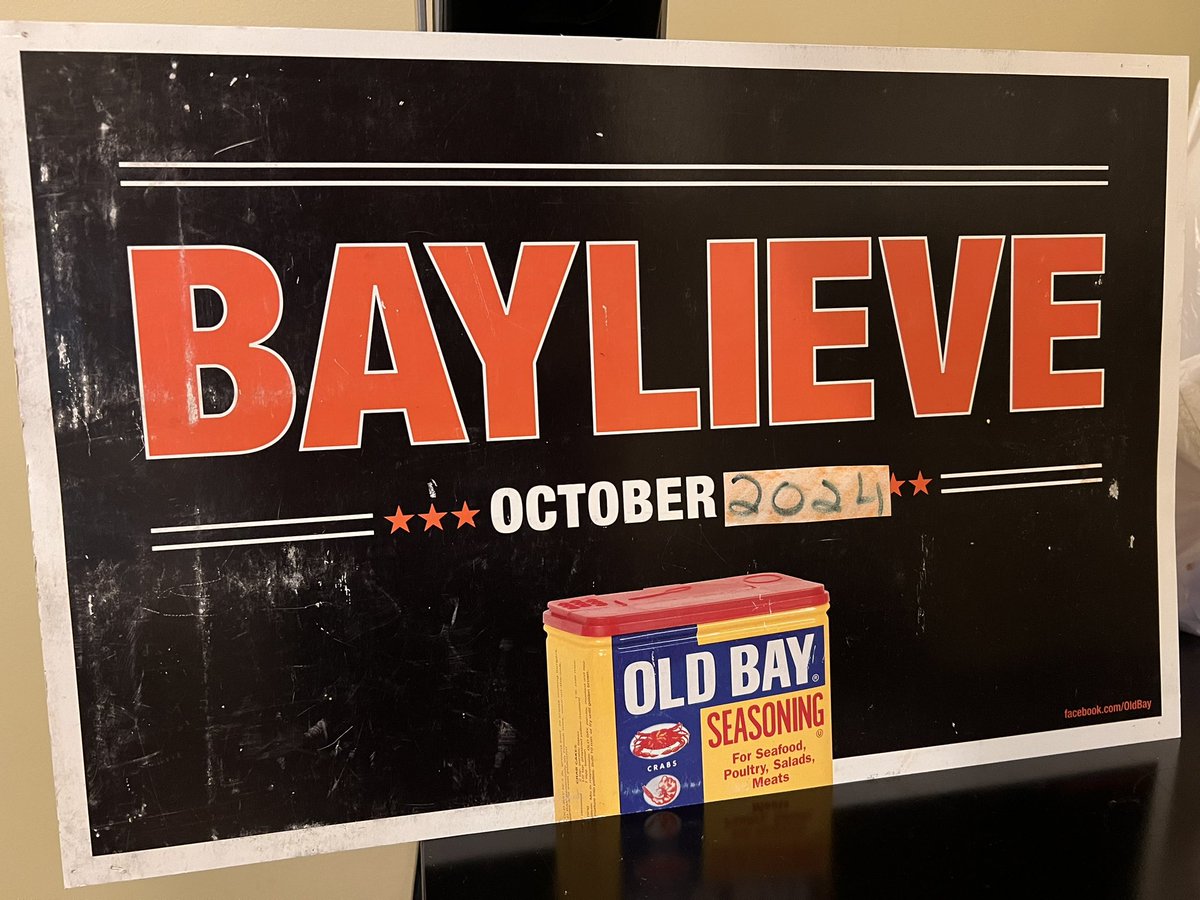 BAYLIEVE
OCTOBER 2024
OLD BAY®
SEASONING
For Seafood,
Poultry, Salads,
Meats
CRABS
facebook.com/OldBay